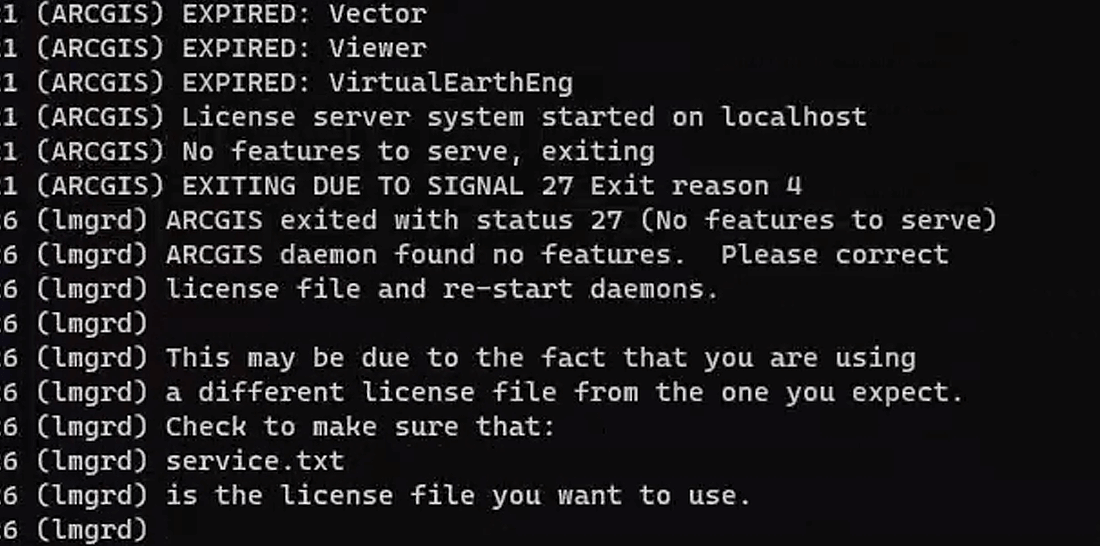 1 (ARCGIS) EXPIRED: Vector
1 (ARCGIS) EXPIRED: Viewer
1 (ARCGIS) EXPIRED: VirtualEarthEng
1 (ARCGIS) License server system started on localhost
1 (ARCGIS) No features to serve, exiting
1 (ARCGIS) EXITING DUE TO SIGNAL 27 Exit reason 4
6 (lmgrd) ARCGIS exited with status 27 (No features to serve)
6 (lmgrd) ARCGIS daemon found no features.  Please correct
6 (lmgrd) license file and re-start daemons.
6 (lmgrd)
6 (lmgrd) This may be due to the fact that you are using
6 (lmgrd) a different license file from the one you expect.
6 (lmgrd) Check to make sure that:
6 (lmgrd) service.txt
6 (lmgrd) is the license file you want to use.
6 (lmgrd)